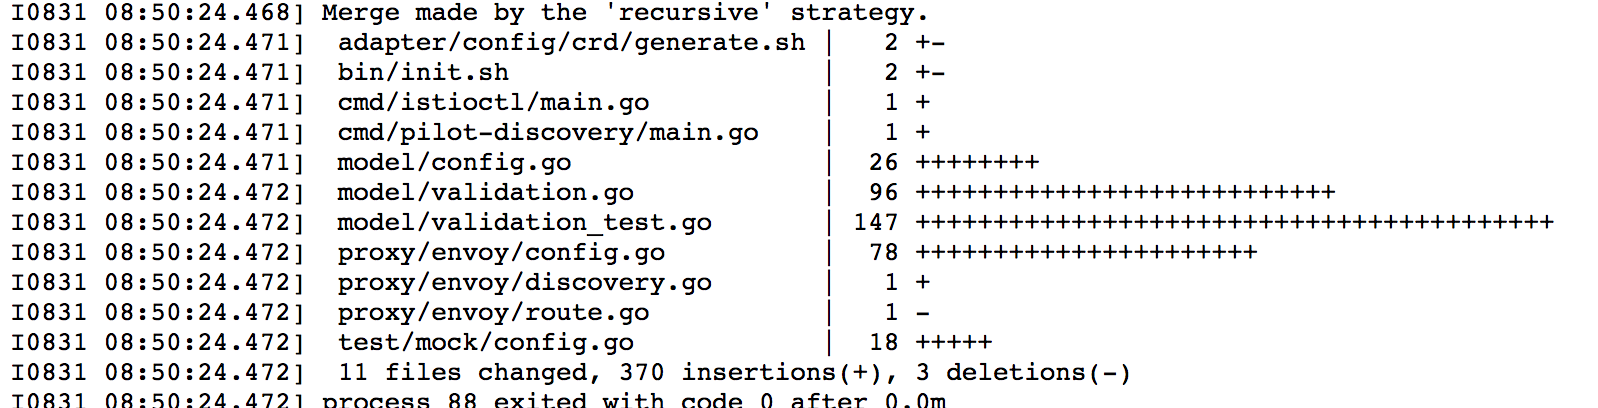 I0831 08:50:24.468] Merge made by the 'recursive' strategy.
I0831 08:50:24.471]  adapter/config/crd/generate.sh |   2 +-
I0831 08:50:24.471]  bin/init.sh                    |   2 +-
I0831 08:50:24.471]  cmd/istioctl/main.go           |   1 +
I0831 08:50:24.471]  cmd/pilot-discovery/main.go    |   1 +
I0831 08:50:24.471]  model/config.go                |  26 ++++++++
I0831 08:50:24.472]  model/validation.go            |  96 +++++++++++++++++++++++++++
I0831 08:50:24.472]  model/validation_test.go       | 147 +++++++++++++++++++++++++++++++++++++++++
I0831 08:50:24.472]  proxy/envoy/config.go          |  78 ++++++++++++++++++++++
I0831 08:50:24.472]  proxy/envoy/discovery.go       |   1 +
I0831 08:50:24.472]  proxy/envoy/route.go           |   1 -
I0831 08:50:24.472]  test/mock/config.go            |  18 +++++
I0831 08:50:24.472]  11 files changed, 370 insertions(+), 3 deletions(-)
I0831 08:50:24.472] process 88 exited with code 0 after 0.0m